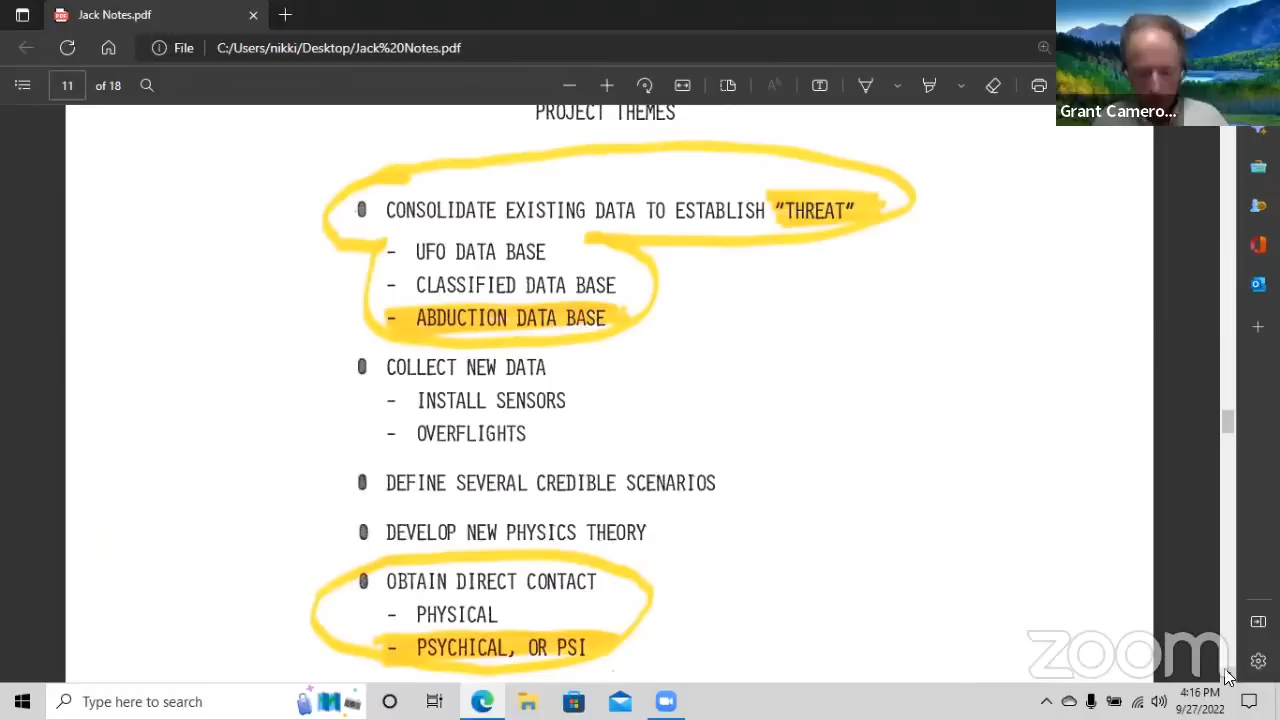 Jack Notes.pdf
File
C:/Users/nikki/Desktop/Jack%20Notes.pdf
11 of 18
Grant Camero...
PROJECT THEMES
CONSOLIDATE EXISTING DATA TO ESTABLISH "THREAT"
- UFO DATA BASE
- CLASSIFIED DATA BASE
- ABDUCTION DATA BASE
COLLECT NEW DATA
- INSTALL SENSORS
- OVERFLIGHTS
DEFINE SEVERAL CREDIBLE SCENARIOS
DEVELOP NEW PHYSICS THEORY
OBTAIN DIRECT CONTACT
- PHYSICAL
- PSYCHICAL, OR PSI
zoom
Type here to search
4:16 PM
9/27/2022